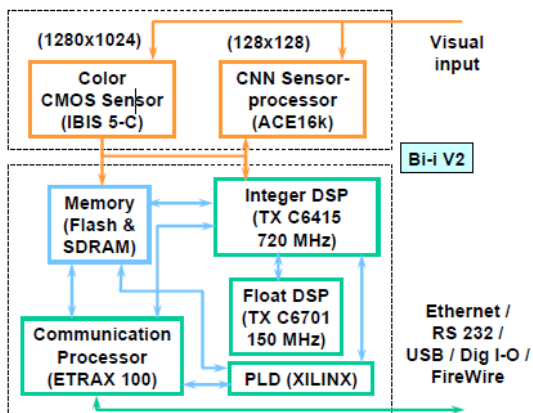 (1280x1024)
(128x128)
Visual
input
Color
CMOS Sensor
(IBIS 5-C)
CNN Sensor-
processor
(ACE16k)
Bi-i V2
Memory
(Flash &
SDRAM)
Integer DSP
(TX C6415
720 MHz)
Float DSP
(TX C6701
150 MHz)
Communication
Processor
(ETRAX 100)
PLD (XILINX)
Ethernet /
RS 232 /
USB / Dig I-O /
FireWire